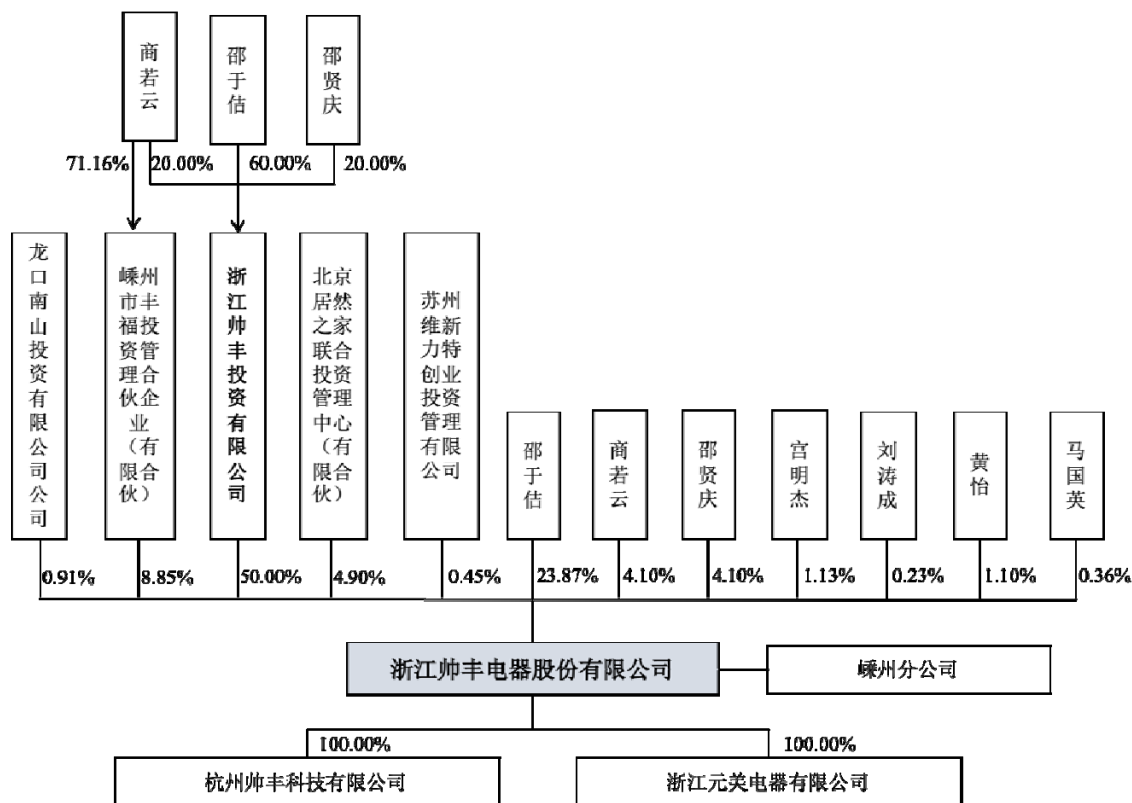 商若云
邵于佶
邵贤庆
71.16%
20.00%
60.00%
20.00%
龙口南山投资有限公司公司
嵊州
市丰
福投
资管
理合
伙企
业
（有
限合
伙）
浙江帅丰投资有限公司
北京
居然
之家
联合
投资
管理
中心
（有
限合
伙）
苏州
维新
力特
创业
投资
管理
有限
公司
邵于佶
商若云
邵贤庆
宫明杰
刘涛成
黄怡
马国英
0.91%
8.85%
50.00%
4.90%
0.45%
23.87%
4.10%
4.10%
1.13%
0.23%
1.10%
0.36%
浙江帅丰电器股份有限公司
嵊州分公司
100.00%
100.00%
杭州帅丰科技有限公司
浙江元美电器有限公司